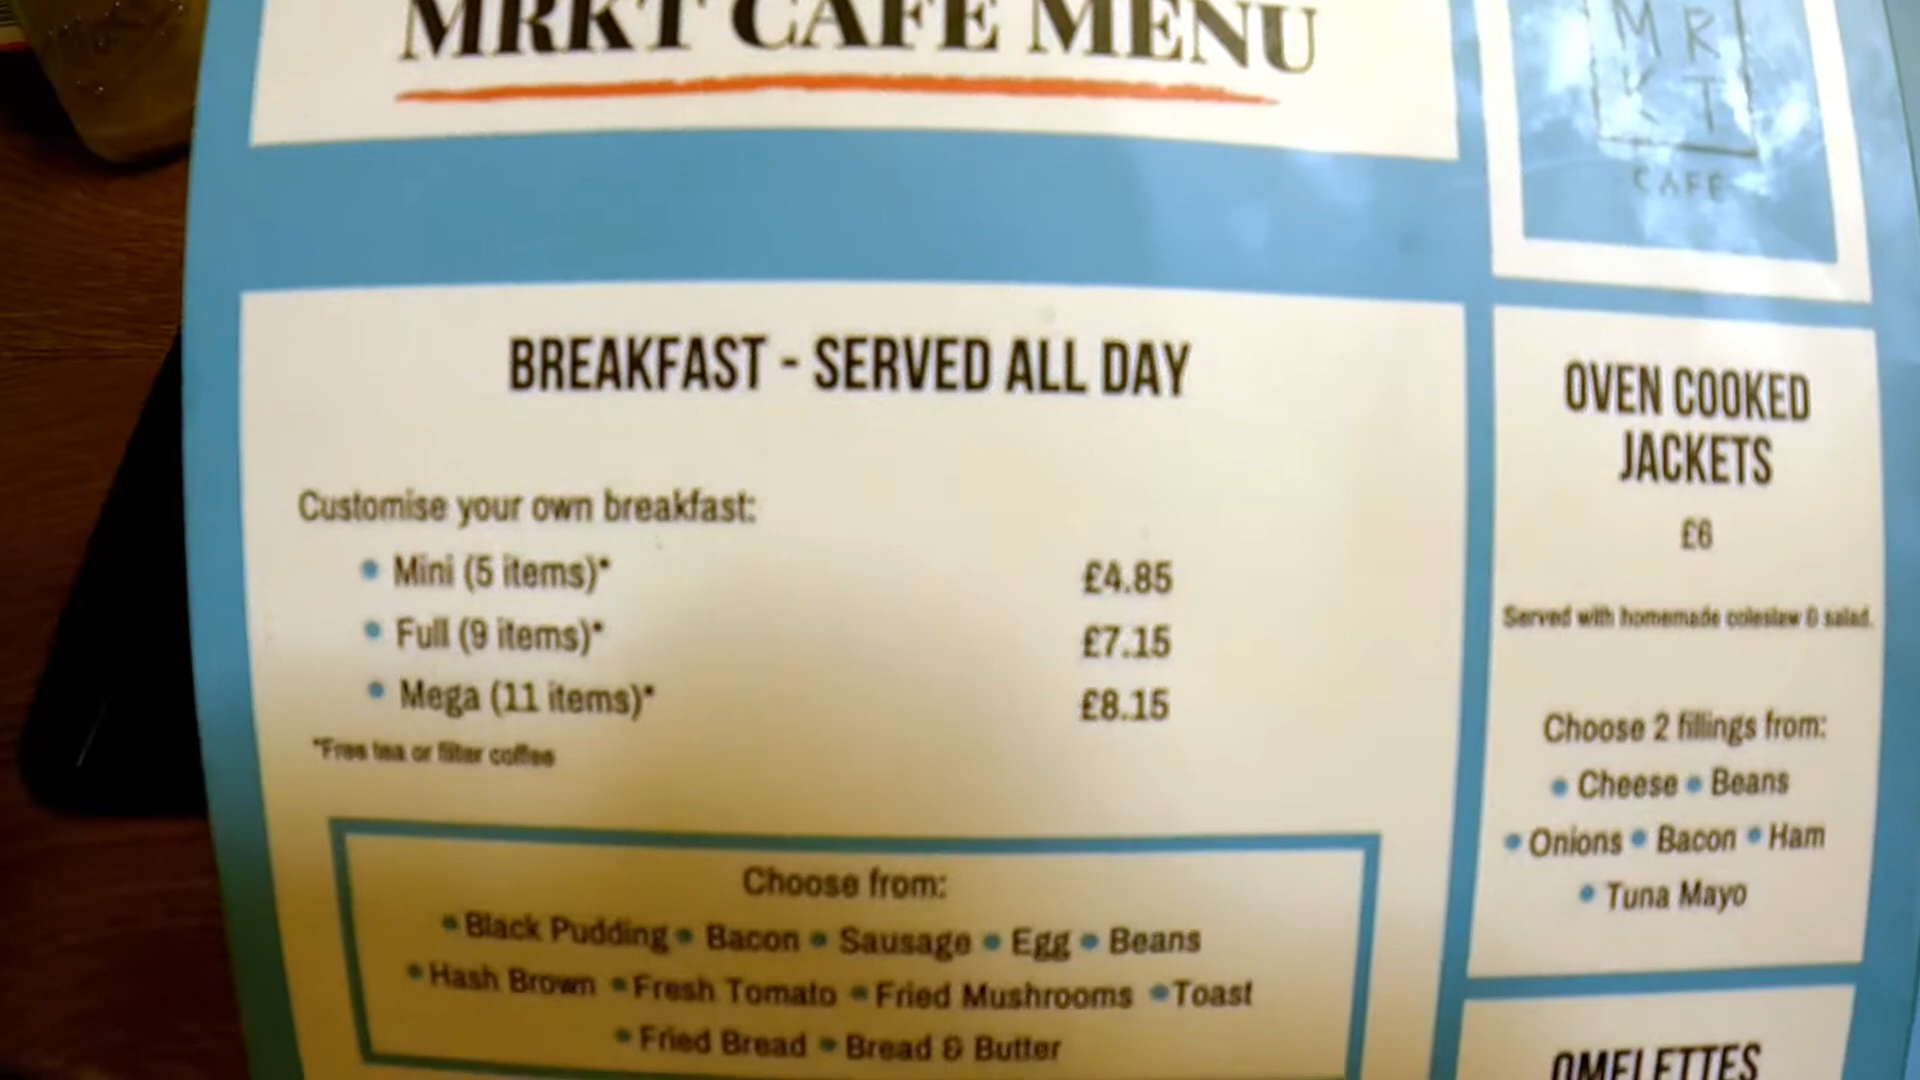 MRKT CAFE MENU
M R
K T
CAFE
BREAKFAST - SERVED ALL DAY
Customise your own breakfast:
• Mini (5 items)* £4.85
• Full (9 items)* £7.15
• Mega (11 items)* £8.15
*Free tea or filter coffee
Choose from:
• Black Pudding • Bacon • Sausage • Egg • Beans
• Hash Brown • Fresh Tomato • Fried Mushrooms • Toast
• Fried Bread • Bread & Butter
OVEN COOKED
JACKETS
£6
Served with homemade coleslaw & salad.
Choose 2 fillings from:
• Cheese • Beans
• Onions • Bacon • Ham
• Tuna Mayo
OMELETTES